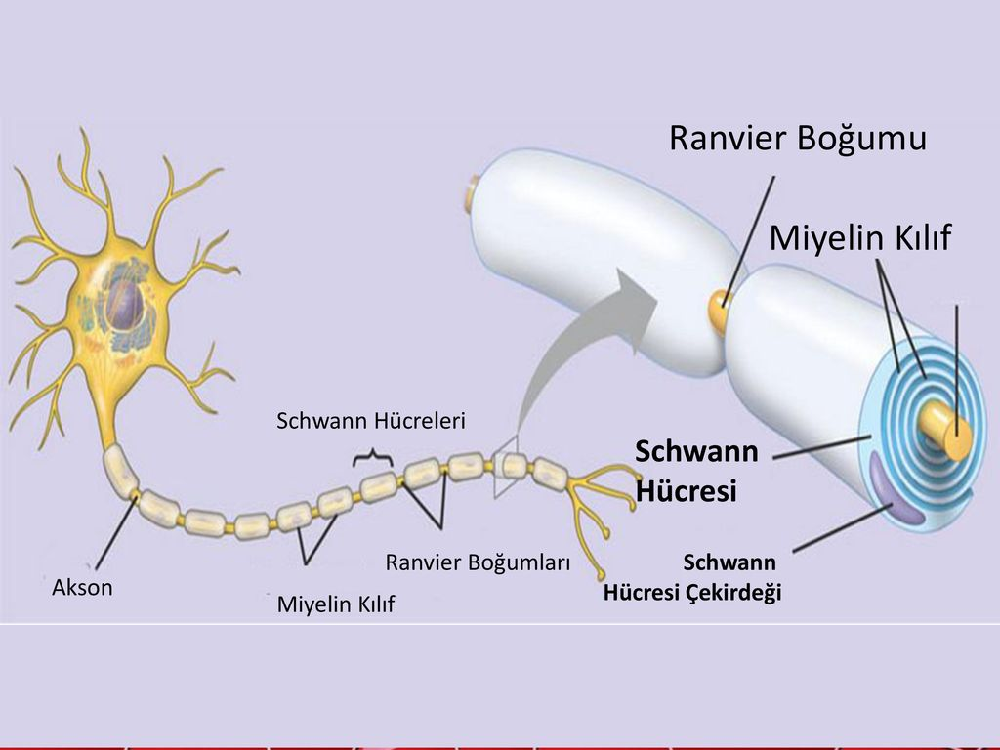 Ranvier Boğumu
Miyelin Kılıf
Schwann Hücreleri
Schwann
Hücresi
Ranvier Boğumları
Schwann
Hücresi Çekirdeği
Akson
Miyelin Kılıf